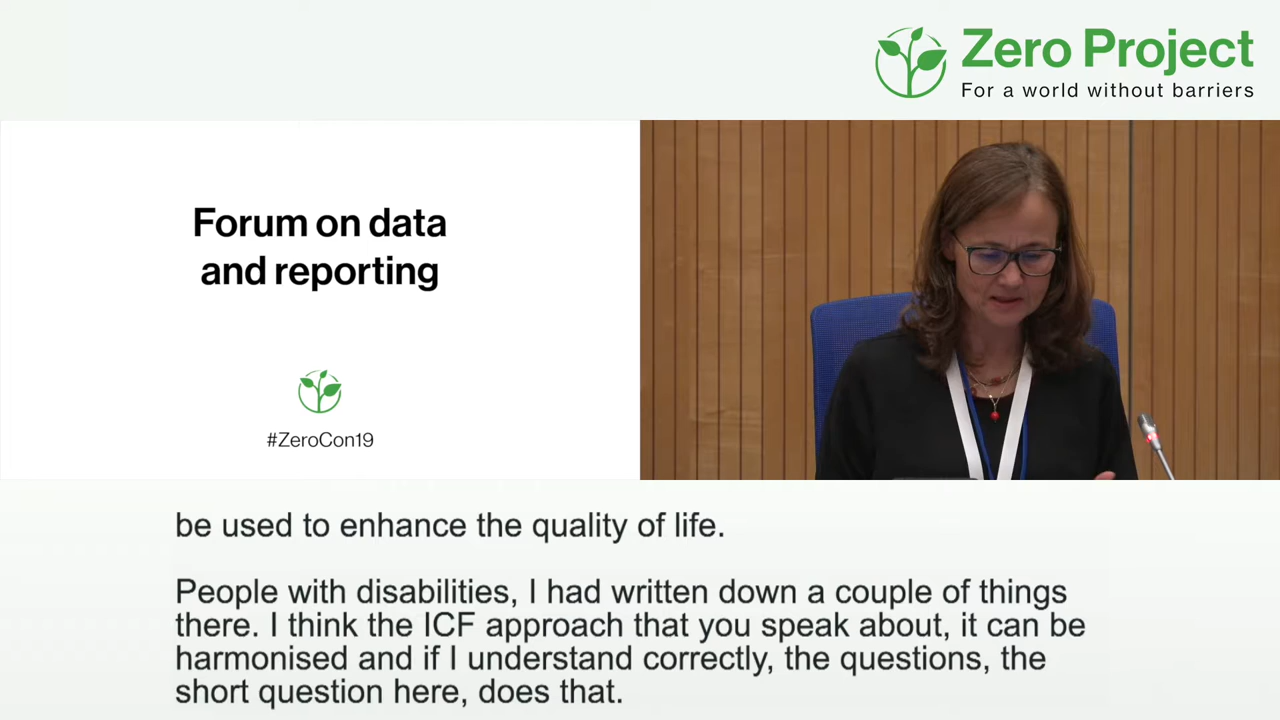 Zero Project
For a world without barriers
Forum on data
and reporting
#ZeroCon19
be used to enhance the quality of life.
People with disabilities, I had written down a couple of things
there. I think the ICF approach that you speak about, it can be
harmonised and if I understand correctly, the questions, the
short question here, does that.